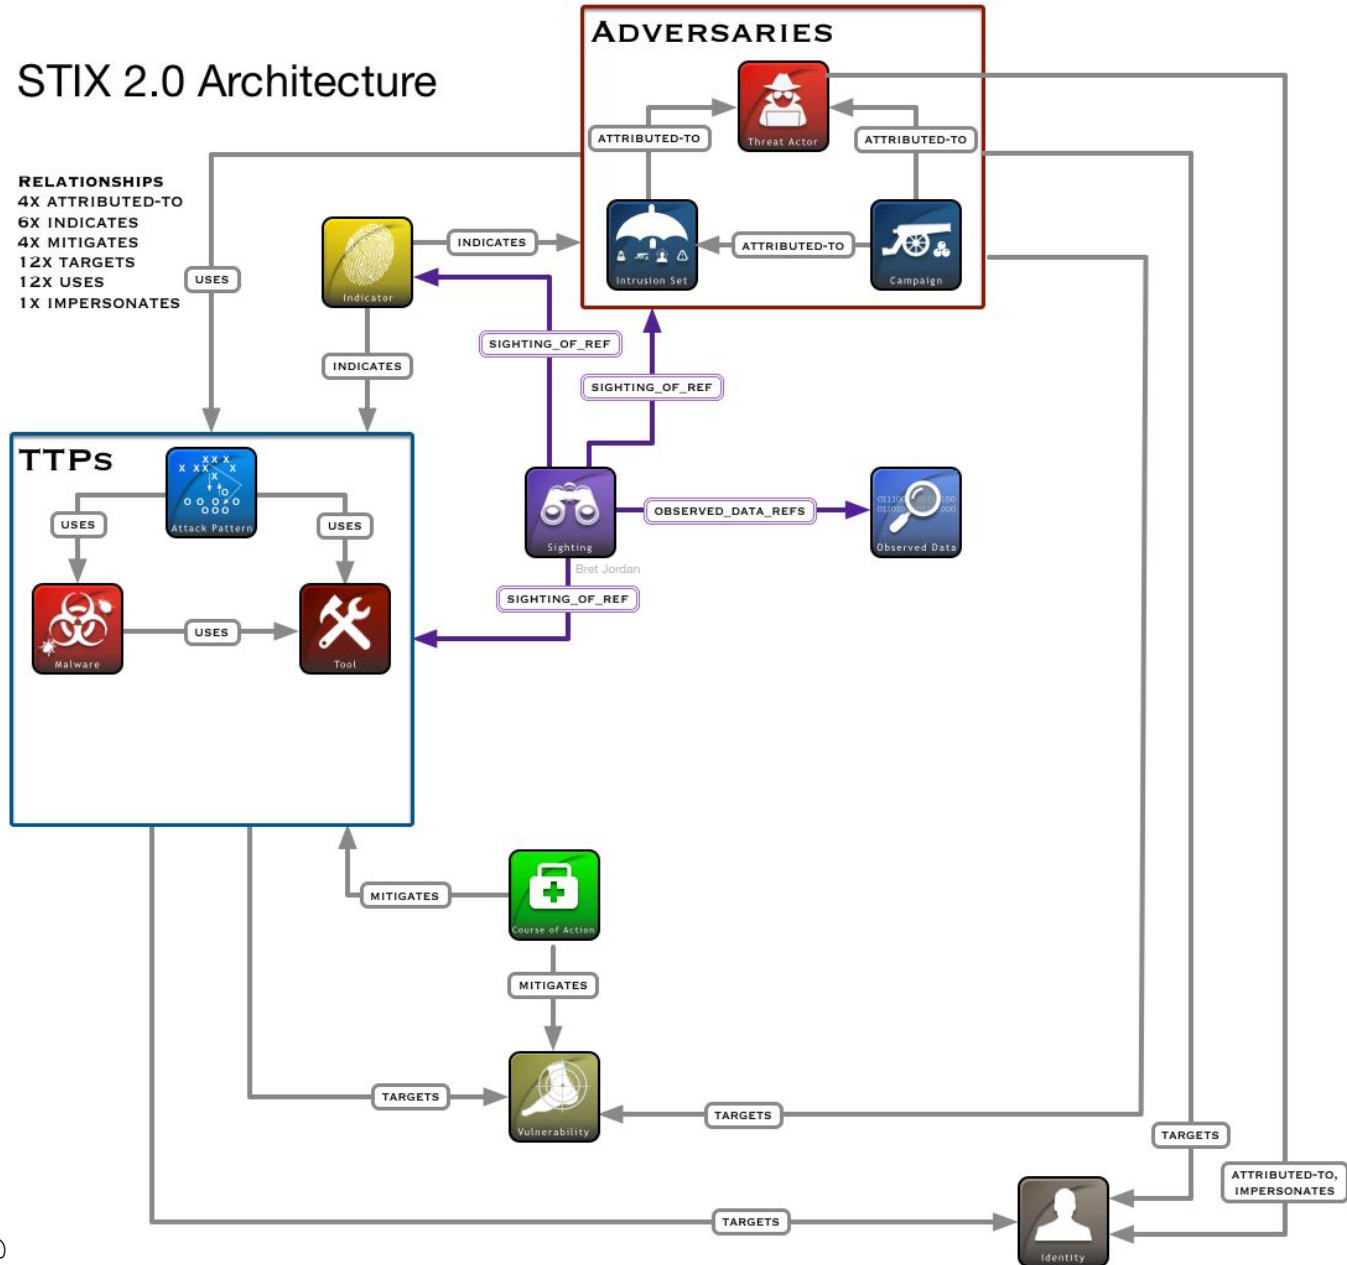 ADVERSARIES
STIX 2.0 Architecture
Threat Actor
ATTRIBUTED-TO
ATTRIBUTED-TO
RELATIONSHIPS
4X ATTRIBUTED-TO
6X INDICATES
4X MITIGATES
12X TARGETS
12X USES
1X IMPERSONATES
USES
INDICATES
ATTRIBUTED-TO
Indicator
Intrusion Set
Campaign
SIGHTING_OF_REF
INDICATES
SIGHTING_OF_REF
TTPs
X XX X X X
X
O
O O O O O
O O O
Attack Pattern
USES
USES
OBSERVED_DATA_REFS
Sighting
Observed Data
Bret Jordan
SIGHTING_OF_REF
USES
Malware
Tool
MITIGATES
Course of Action
MITIGATES
TARGETS
TARGETS
Vulnerability
TARGETS
ATTRIBUTED-TO,
IMPERSONATES
TARGETS
Identity